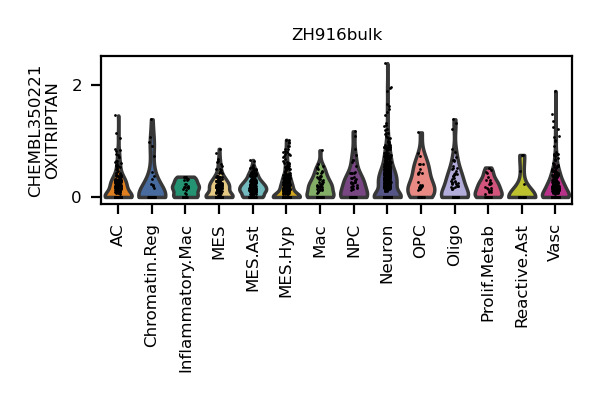 ZH916bulk
CHEMBL350221
OXITRIPTAN
2
0
AC
Chromatin.Reg
Inflammatory.Mac
MES
MES.Ast
MES.Hyp
Mac
NPC
Neuron
OPC
Oligo
Prolif.Metab
Reactive.Ast
Vasc